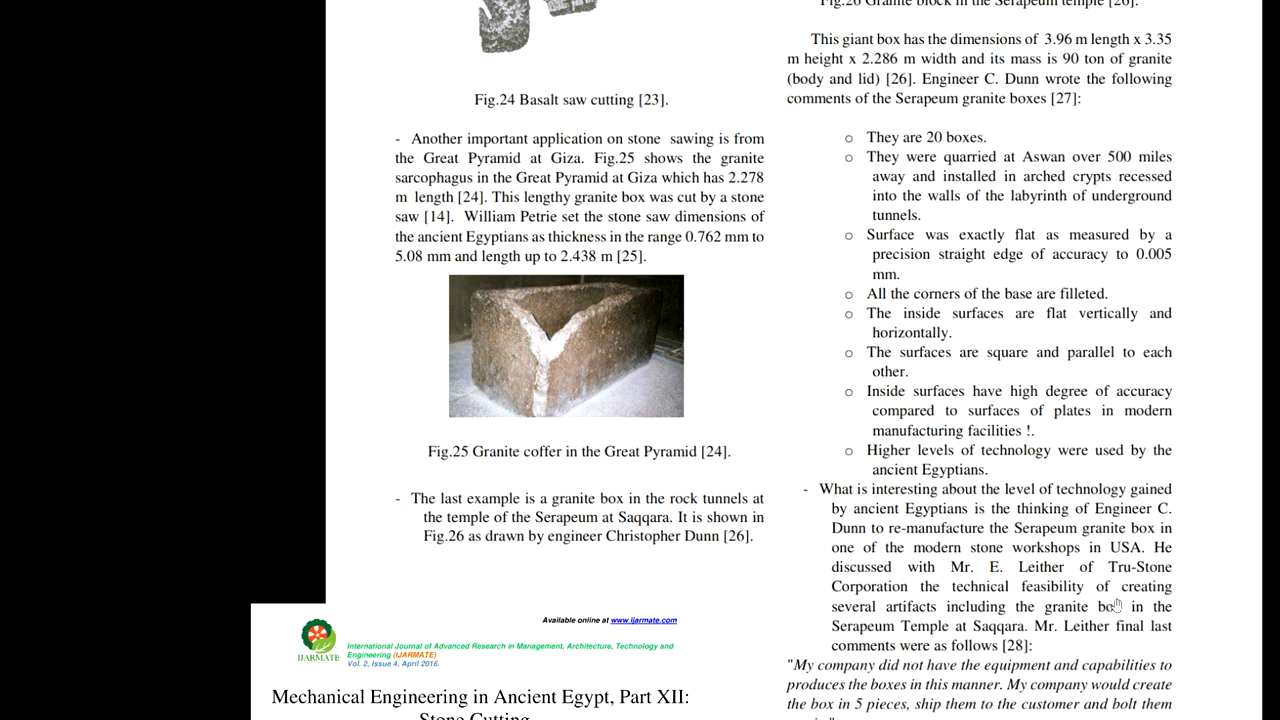 Fig.24 Basalt saw cutting [23].
- Another important application on stone sawing is from
the Great Pyramid at Giza. Fig.25 shows the granite
sarcophagus in the Great Pyramid at Giza which has 2.278
m length [24]. This lengthy granite box was cut by a stone
saw [14]. William Petrie set the stone saw dimensions of
the ancient Egyptians as thickness in the range 0.762 mm to
5.08 mm and length up to 2.438 m [25].
Fig.25 Granite coffer in the Great Pyramid [24].
- The last example is a granite box in the rock tunnels at
the temple of the Serapeum at Saqqara. It is shown in
Fig.26 as drawn by engineer Christopher Dunn [26].
Fig.26 Granite block in the Serapeum temple [26].
This giant box has the dimensions of 3.96 m length x 3.35
m height x 2.286 m width and its mass is 90 ton of granite
(body and lid) [26]. Engineer C. Dunn wrote the following
comments of the Serapeum granite boxes [27]:
o They are 20 boxes.
o They were quarried at Aswan over 500 miles
away and installed in arched crypts recessed
into the walls of the labyrinth of underground
tunnels.
o Surface was exactly flat as measured by a
precision straight edge of accuracy to 0.005
mm.
o All the corners of the base are filleted.
o The inside surfaces are flat vertically and
horizontally.
o The surfaces are square and parallel to each
other.
o Inside surfaces have high degree of accuracy
compared to surfaces of plates in modern
manufacturing facilities !.
o Higher levels of technology were used by the
ancient Egyptians.
- What is interesting about the level of technology gained
by ancient Egyptians is the thinking of Engineer C.
Dunn to re-manufacture the Serapeum granite box in
one of the modern stone workshops in USA. He
discussed with Mr. E. Leither of Tru-Stone
Corporation the technical feasibility of creating
several artifacts including the granite box in the
Serapeum Temple at Saqqara. Mr. Leither final last
comments were as follows [28]:
"My company did not have the equipment and capabilities to
produces the boxes in this manner. My company would create
the box in 5 pieces, ship them to the customer and bolt them
Available online at www.ijarmate.com
IJARMATE
International Journal of Advanced Research in Management, Architecture, Technology and
Engineering (IJARMATE)
Vol. 2, Issue 4, April 2016.
Mechanical Engineering in Ancient Egypt, Part XII:
Stone Cutting